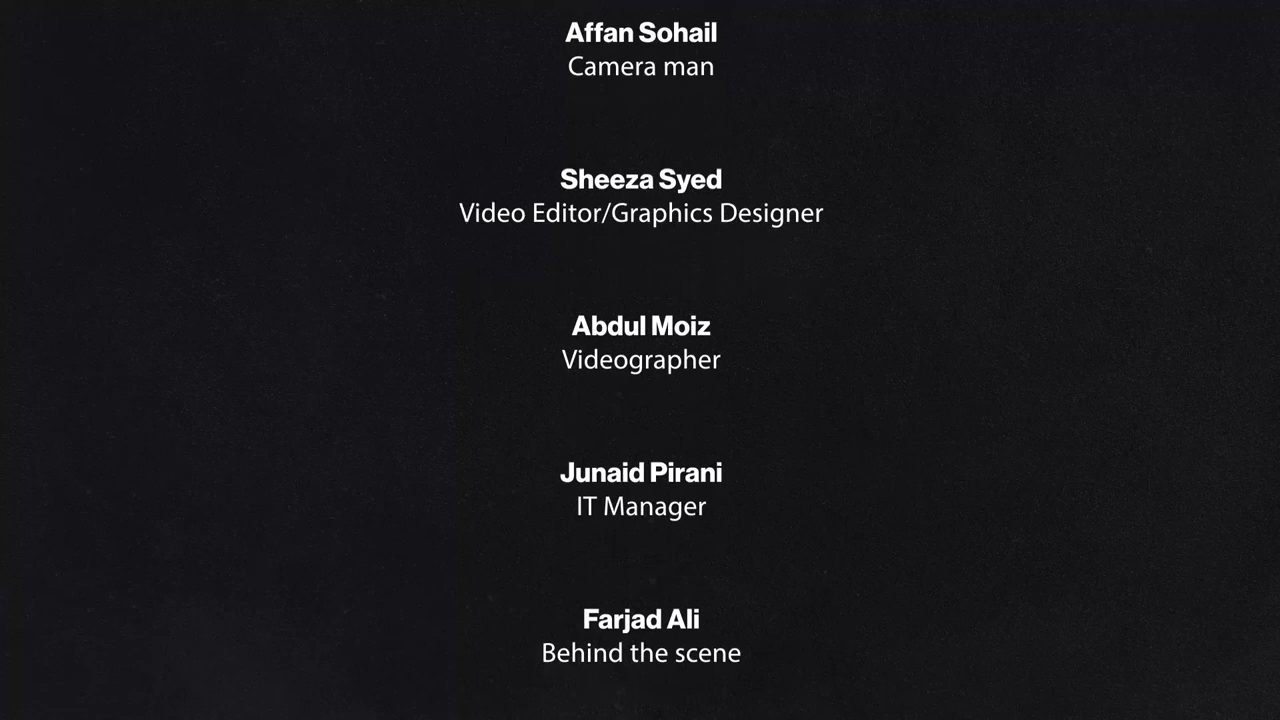 Affan Sohail
Camera man
Sheeza Syed
Video Editor/Graphics Designer
Abdul Moiz
Videographer
Junaid Pirani
IT Manager
Farjad Ali
Behind the scene